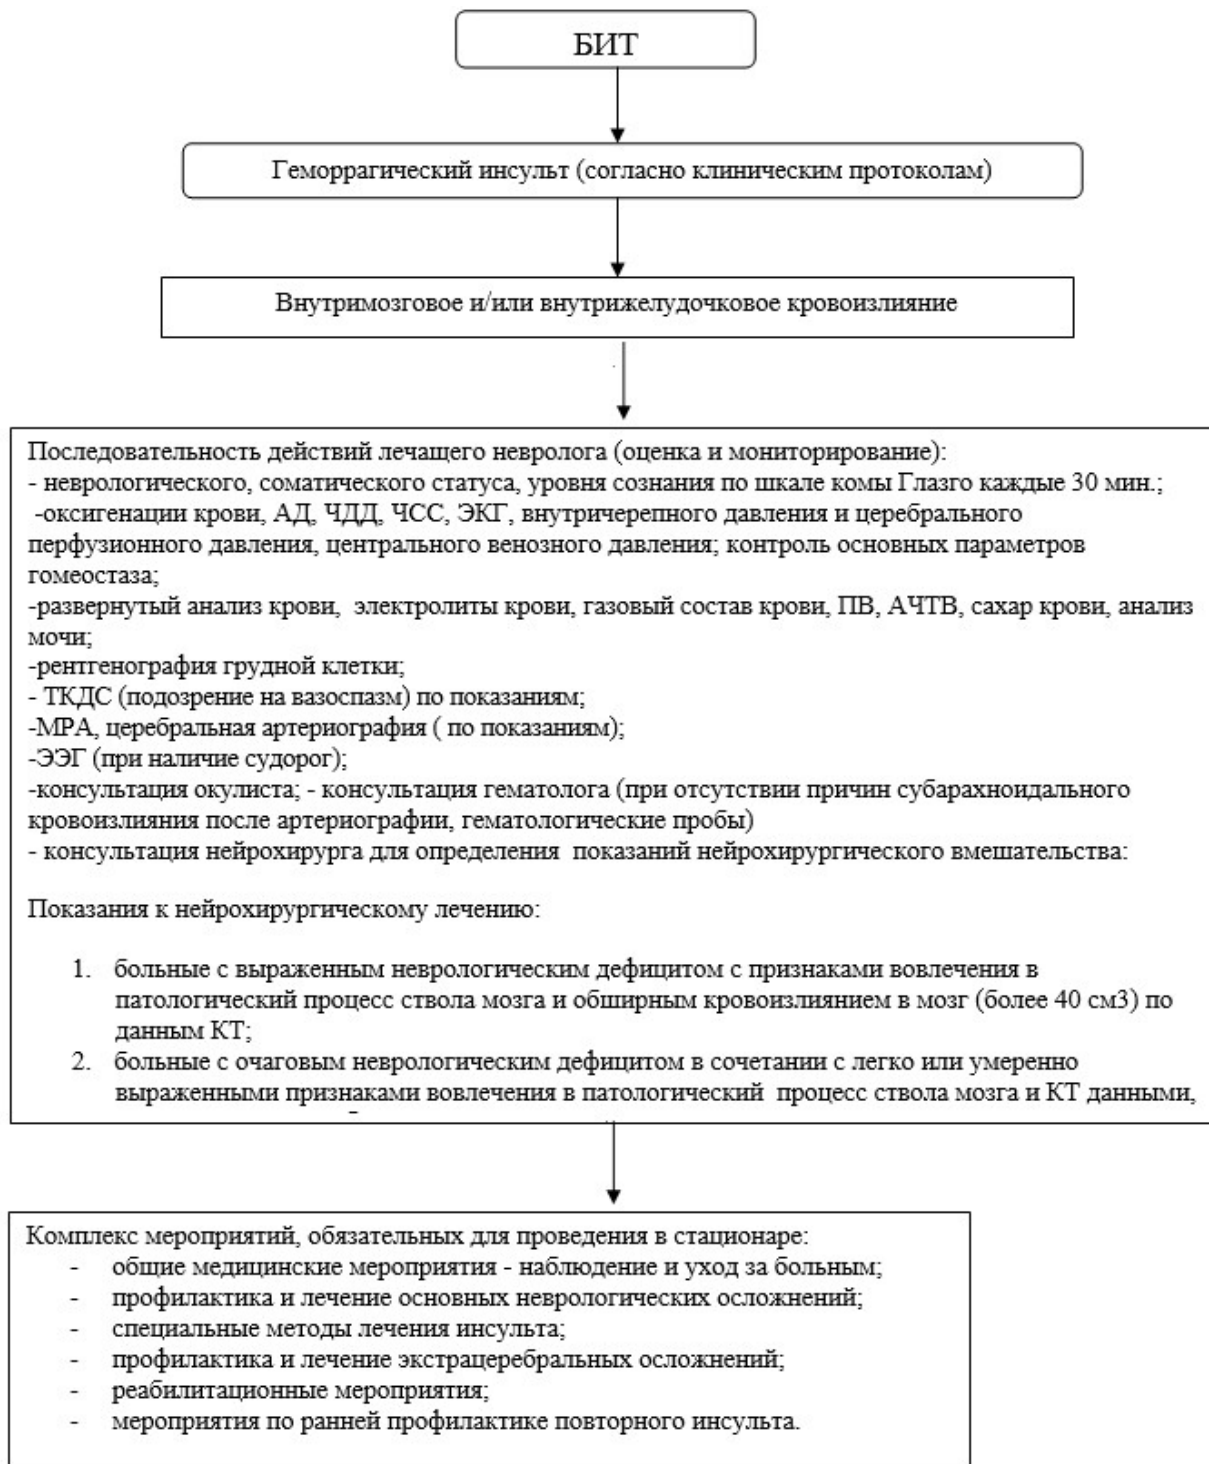 БИТ
Геморрагический инсульт (согласно клиническим протоколам)
Внутримозговое и/или внутрижелудочковое кровоизлияние
Последовательность действий лечащего невролога (оценка и мониторирование):
- неврологического, соматического статуса, уровня сознания по шкале комы Глазго каждые 30 мин.;
-оксигенации крови, АД, ЧДД, ЧСС, ЭКГ, внутричерепного давления и церебрального
перфузионного давления, центрального венозного давления; контроль основных параметров
гомеостаза;
-развернутый анализ крови, электролиты крови, газовый состав крови, ПВ, АЧТВ, сахар крови, анализ
мочи;
-рентгенография грудной клетки;
- ТКДС (подозрение на вазоспазм) по показаниям;
-МРА, церебральная артериография ( по показаниям);
-ЭЭГ (при наличие судорог);
-консультация окулиста; - консультация гематолога (при отсутствии причин субарахноидального
кровоизлияния после артериографии, гематологические пробы)
- консультация нейрохирурга для определения показаний нейрохирургического вмешательства:
Показания к нейрохирургическому лечению:
1. больные с выраженным неврологическим дефицитом с признаками вовлечения в
патологический процесс ствола мозга и обширным кровоизлиянием в мозг (более 40 см3) по
данным КТ;
2. больные с очаговым неврологическим дефицитом в сочетании с легко или умеренно
выраженными признаками вовлечения в патологический процесс ствола мозга и КТ данными,
Комплекс мероприятий, обязательных для проведения в стационаре:
- общие медицинские мероприятия - наблюдение и уход за больным;
- профилактика и лечение основных неврологических осложнений;
- специальные методы лечения инсульта;
- профилактика и лечение экстрацеребральных осложнений;
- реабилитационные мероприятия;
- мероприятия по ранней профилактике повторного инсульта.